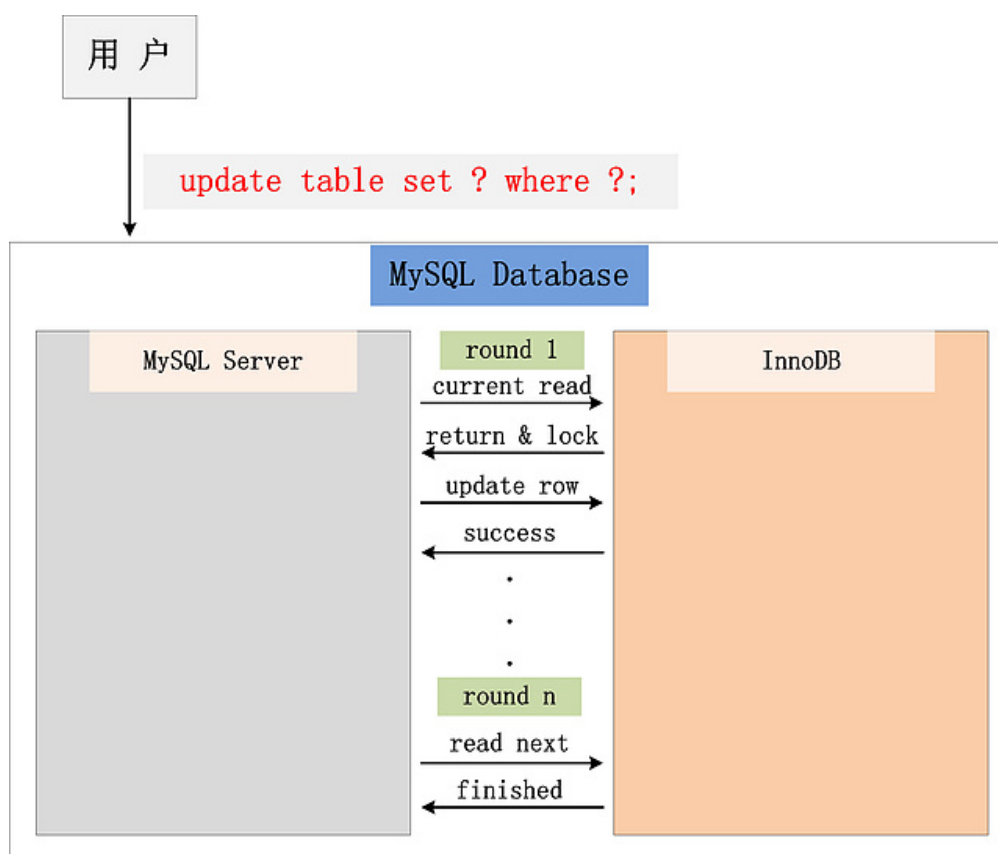 用 户
update table set ? where ?;
MySQL Database
MySQL Server
round 1
InnoDB
current read
return & lock
update row
success
.
.
.
round n
read next
finished